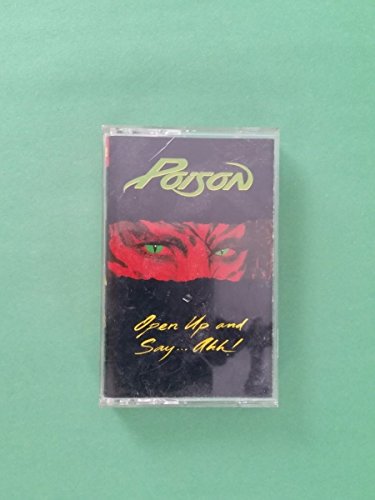 Poison
Open Up and
Say... Ahh!